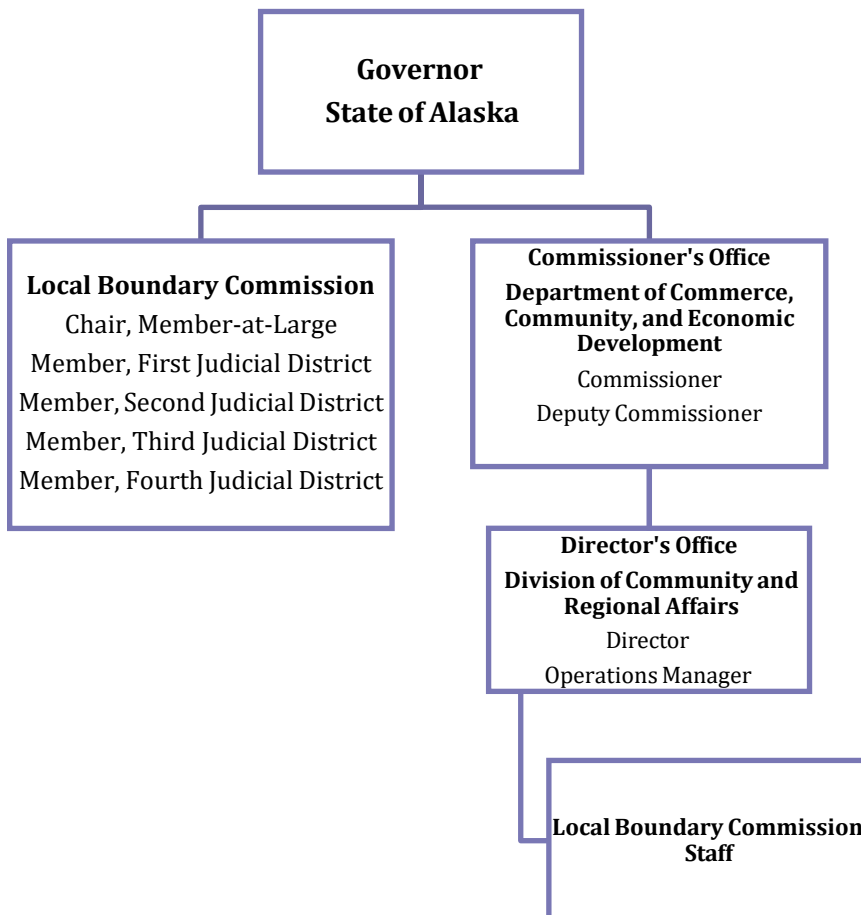 Governor
State of Alaska
Local Boundary Commission
Chair, Member-at-Large
Member, First Judicial District
Member, Second Judicial District
Member, Third Judicial District
Member, Fourth Judicial District
Commissioner's Office
Department of Commerce,
Community, and Economic
Development
Commissioner
Deputy Commissioner
Director's Office
Division of Community and
Regional Affairs
Director
Operations Manager
Local Boundary Commission
Staff